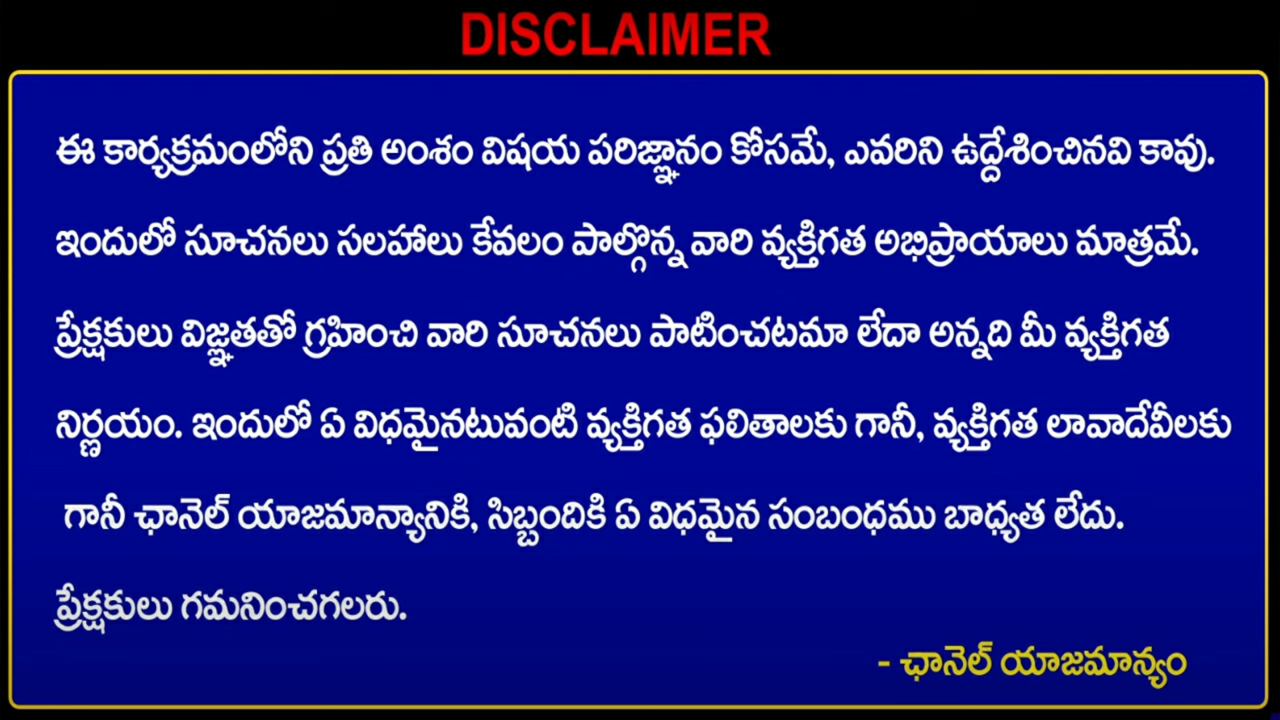 DISCLAIMER
ఈ కార్యక్రమంలోని ప్రతి అంశం విషయ పరిజ్ఞానం కోసమే, ఎవరిని ఉద్దేశించినవి కావు.
ఇందులో సూచనలు సలహాలు కేవలం పాల్గొన్న వారి వ్యక్తిగత అభిప్రాయాలు మాత్రమే.
ప్రేక్షకులు విజ్ఞతతో గ్రహించి వారి సూచనలు పాటించటమా లేదా అన్నది మీ వ్యక్తిగత
నిర్ణయం. ఇందులో ఏ విధమైనటువంటి వ్యక్తిగత ఫలితాలకు గానీ, వ్యక్తిగత లావాదేవీలకు
గానీ ఛానెల్ యాజమాన్యానికి, సిబ్బందికి ఏ విధమైన సంబంధము బాధ్యత లేదు.
ప్రేక్షకులు గమనించగలరు.
- ఛానెల్ యాజమాన్యం